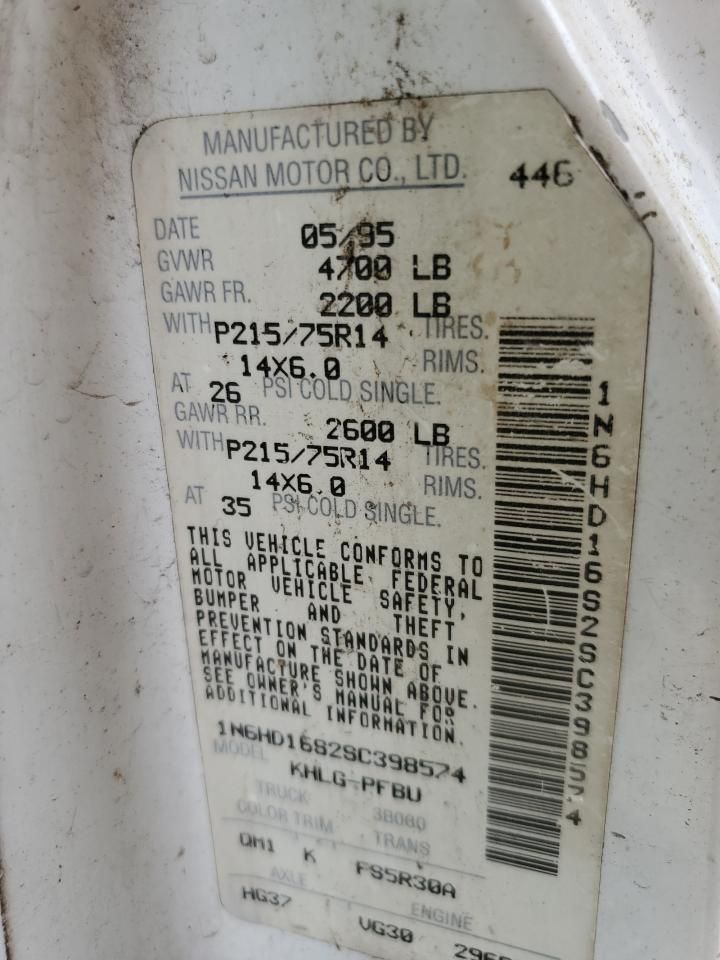 MANUFACTURED BY
NISSAN MOTOR CO., LTD. 446
DATE 05/95
GVWR 4700 LB
GAWR FR. 2200 LB
WITH P215/75R14 TIRES.
14X6.0 RIMS.
AT 26 PSI COLD SINGLE.
GAWR RR. 2600 LB
WITH P215/75R14 TIRES.
14X6.0 RIMS.
AT 35 PSI COLD SINGLE.
THIS VEHICLE CONFORMS TO
ALL APPLICABLE FEDERAL
MOTOR VEHICLE SAFETY,
BUMPER AND THEFT
PREVENTION STANDARDS IN
EFFECT ON THE DATE OF
MANUFACTURE SHOWN ABOVE.
SEE OWNER'S MANUAL FOR
ADDITIONAL INFORMATION.
1N6HD16S2SC398574
MODEL KHLG-PFBU
TRUCK 38060
COLOR TRIM TRANS
QM1 K FS5R30A
AXLE ENGINE
HG37 VG30
1N6HD16S2SC398574